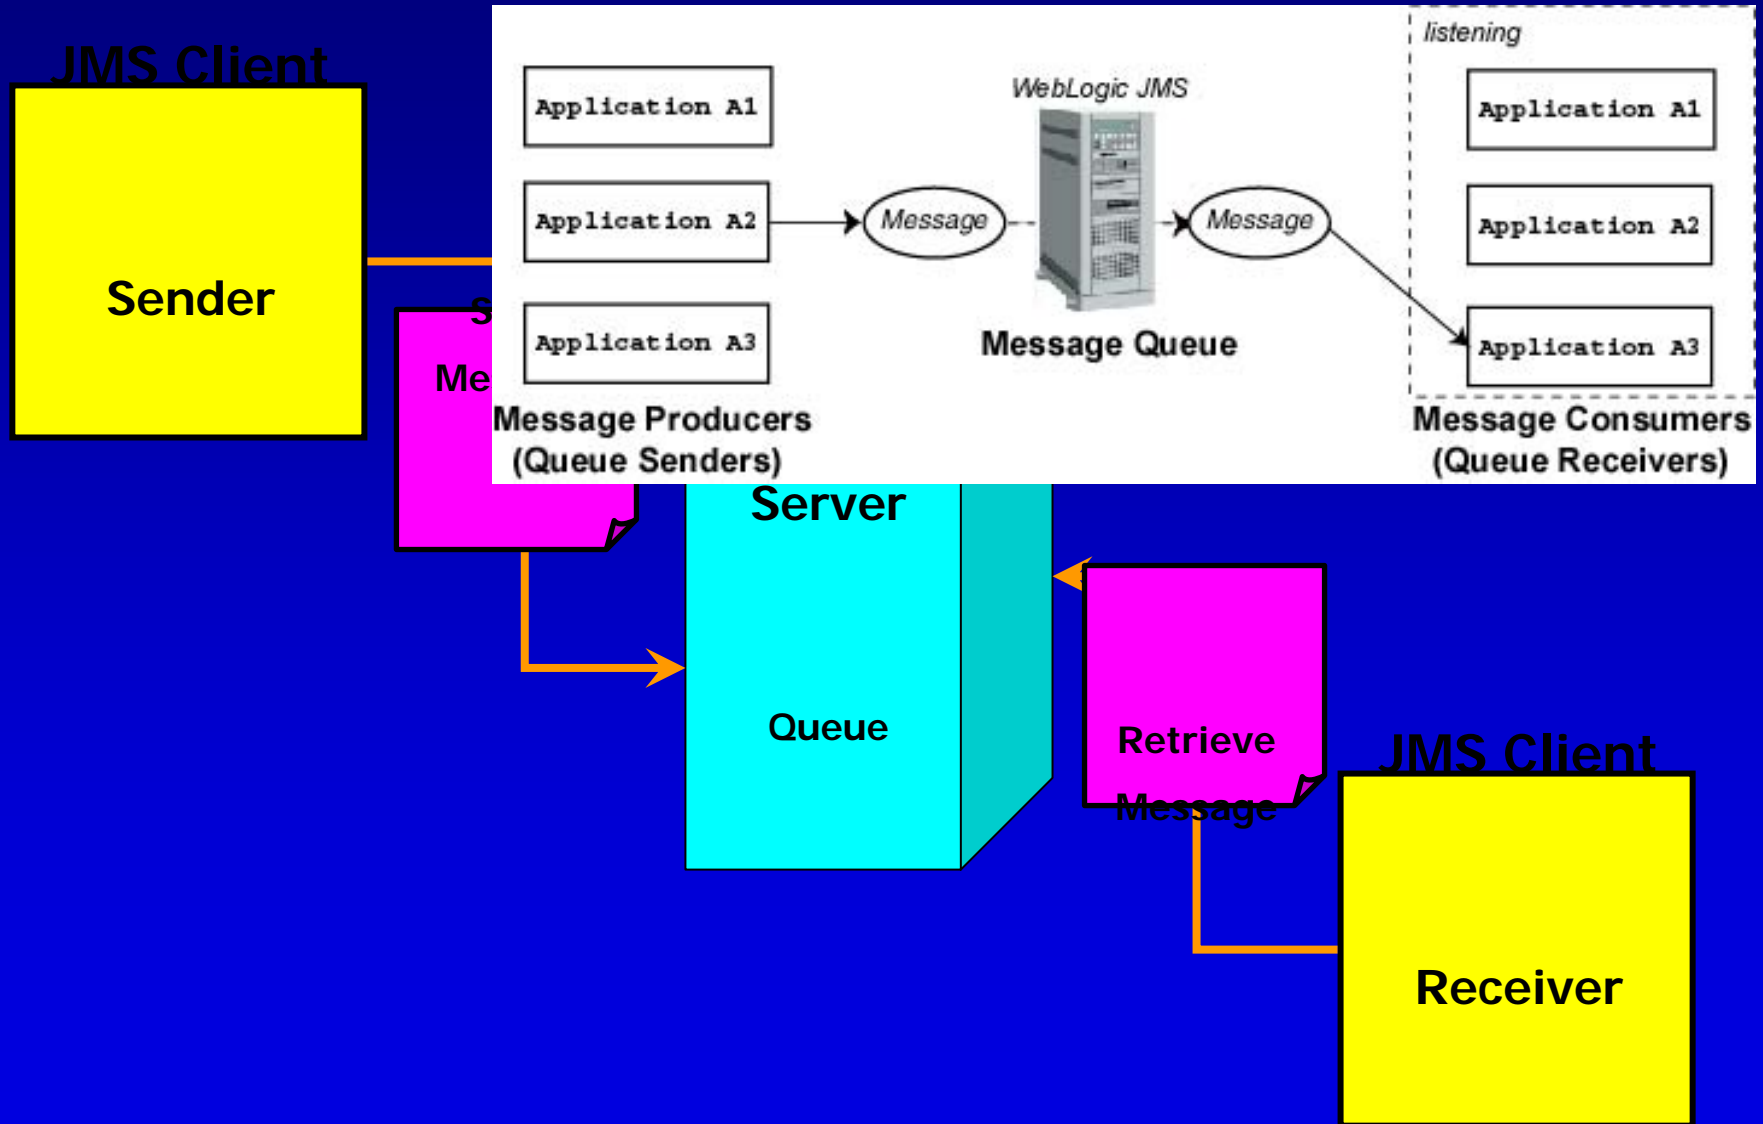 JMS Client
Sender
listening
Application A1
Application A2
Application A3
Message Producers
(Queue Senders)
WebLogic JMS
Message
Message
Message Queue
Application A1
Application A2
Application A3
Message Consumers
(Queue Receivers)
Server
Queue
Retrieve
Message
JMS Client
Receiver